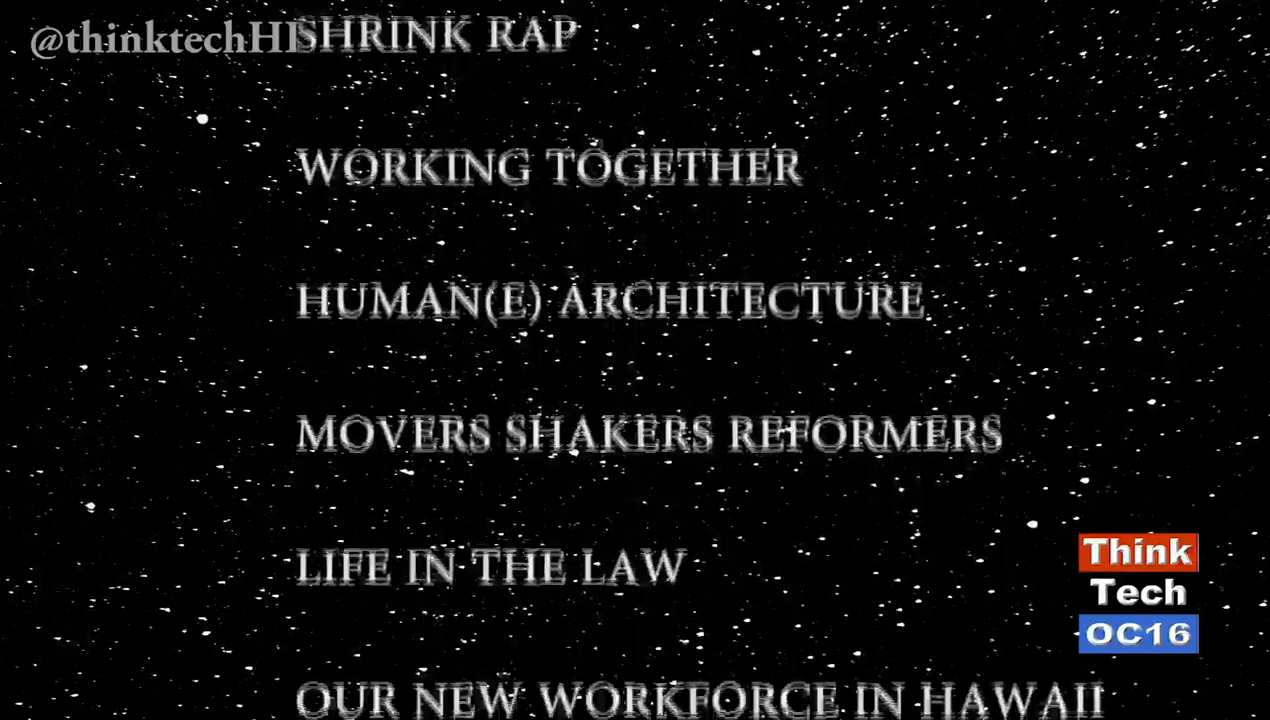 @thinktechHI
SHRINK RAP
WORKING TOGETHER
HUMAN(E) ARCHITECTURE
MOVERS SHAKERS REFORMERS
LIFE IN THE LAW
OUR NEW WORKFORCE IN HAWAII
Think
Tech
OC16